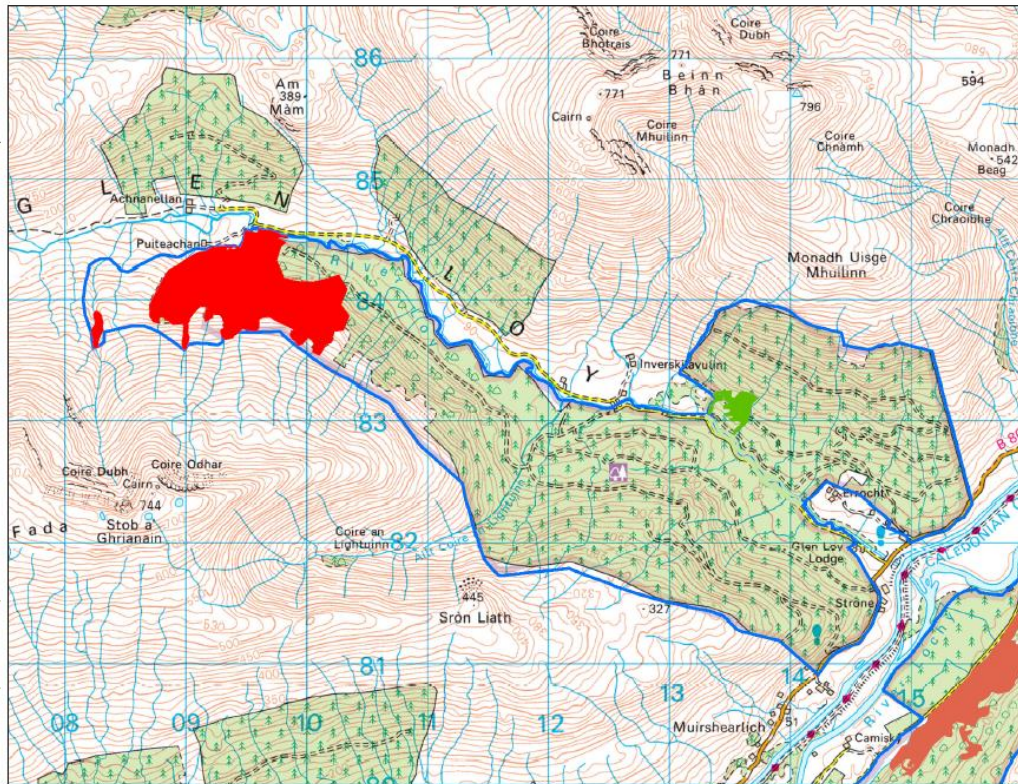 86
85
84
83
82
81
08
09
10
11
12
13
14
15
Am
389
Màm
Coire
Bhotrais
771
Coire
Dubh
Beinn
Bhàn
771
796
594
Cairn
Coire
Mhuilinn
Coire
Chnàmh
Monadh
542
Beag
Coire
Chraoibhe
G L E N
L O Y
Achnanellan
Puiteachan
Monadh Uisge
Mhuilinn
Inverskilavulin
Coire Dubh
Coire Odhar
Cairn
744
Stob a'
Ghrianain
Fada
Coire an
Lightuinn
445
Sròn Liath
327
Errocht
Glen Loy
Lodge
Strone
CALEDONIAN
Muirshearlich
51
Camisky